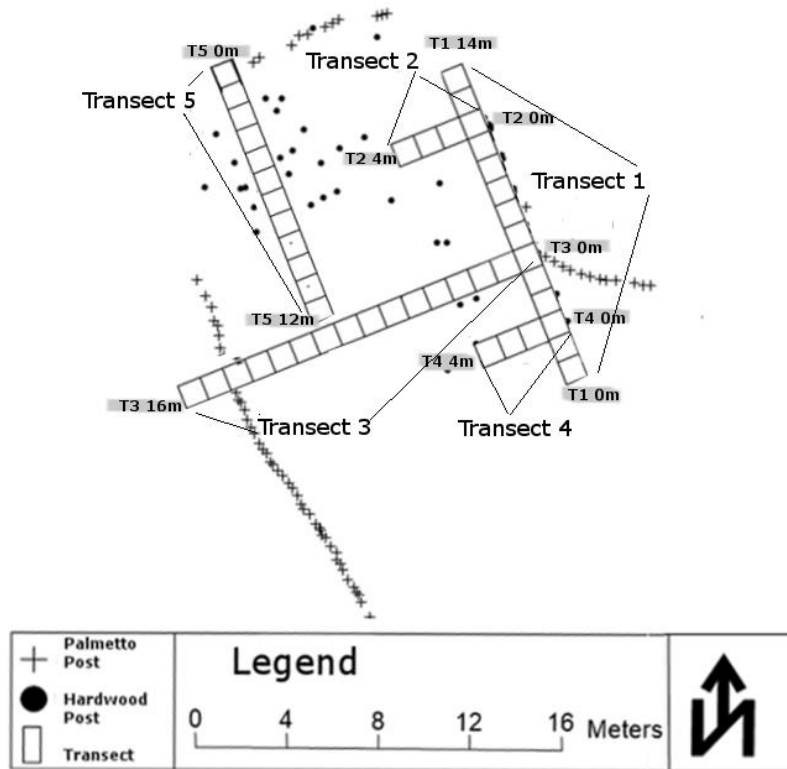 T5 0m
T1 14m
Transect 2
Transect 5
T2 0m
T2 4m
Transect 1
T3 0m
T5 12m
T4 0m
T4 4m
T1 0m
T3 16m
Transect 3
Transect 4
Palmetto
Post
Hardwood
Post
Transect
Legend
0 4 8 12 16 Meters
N